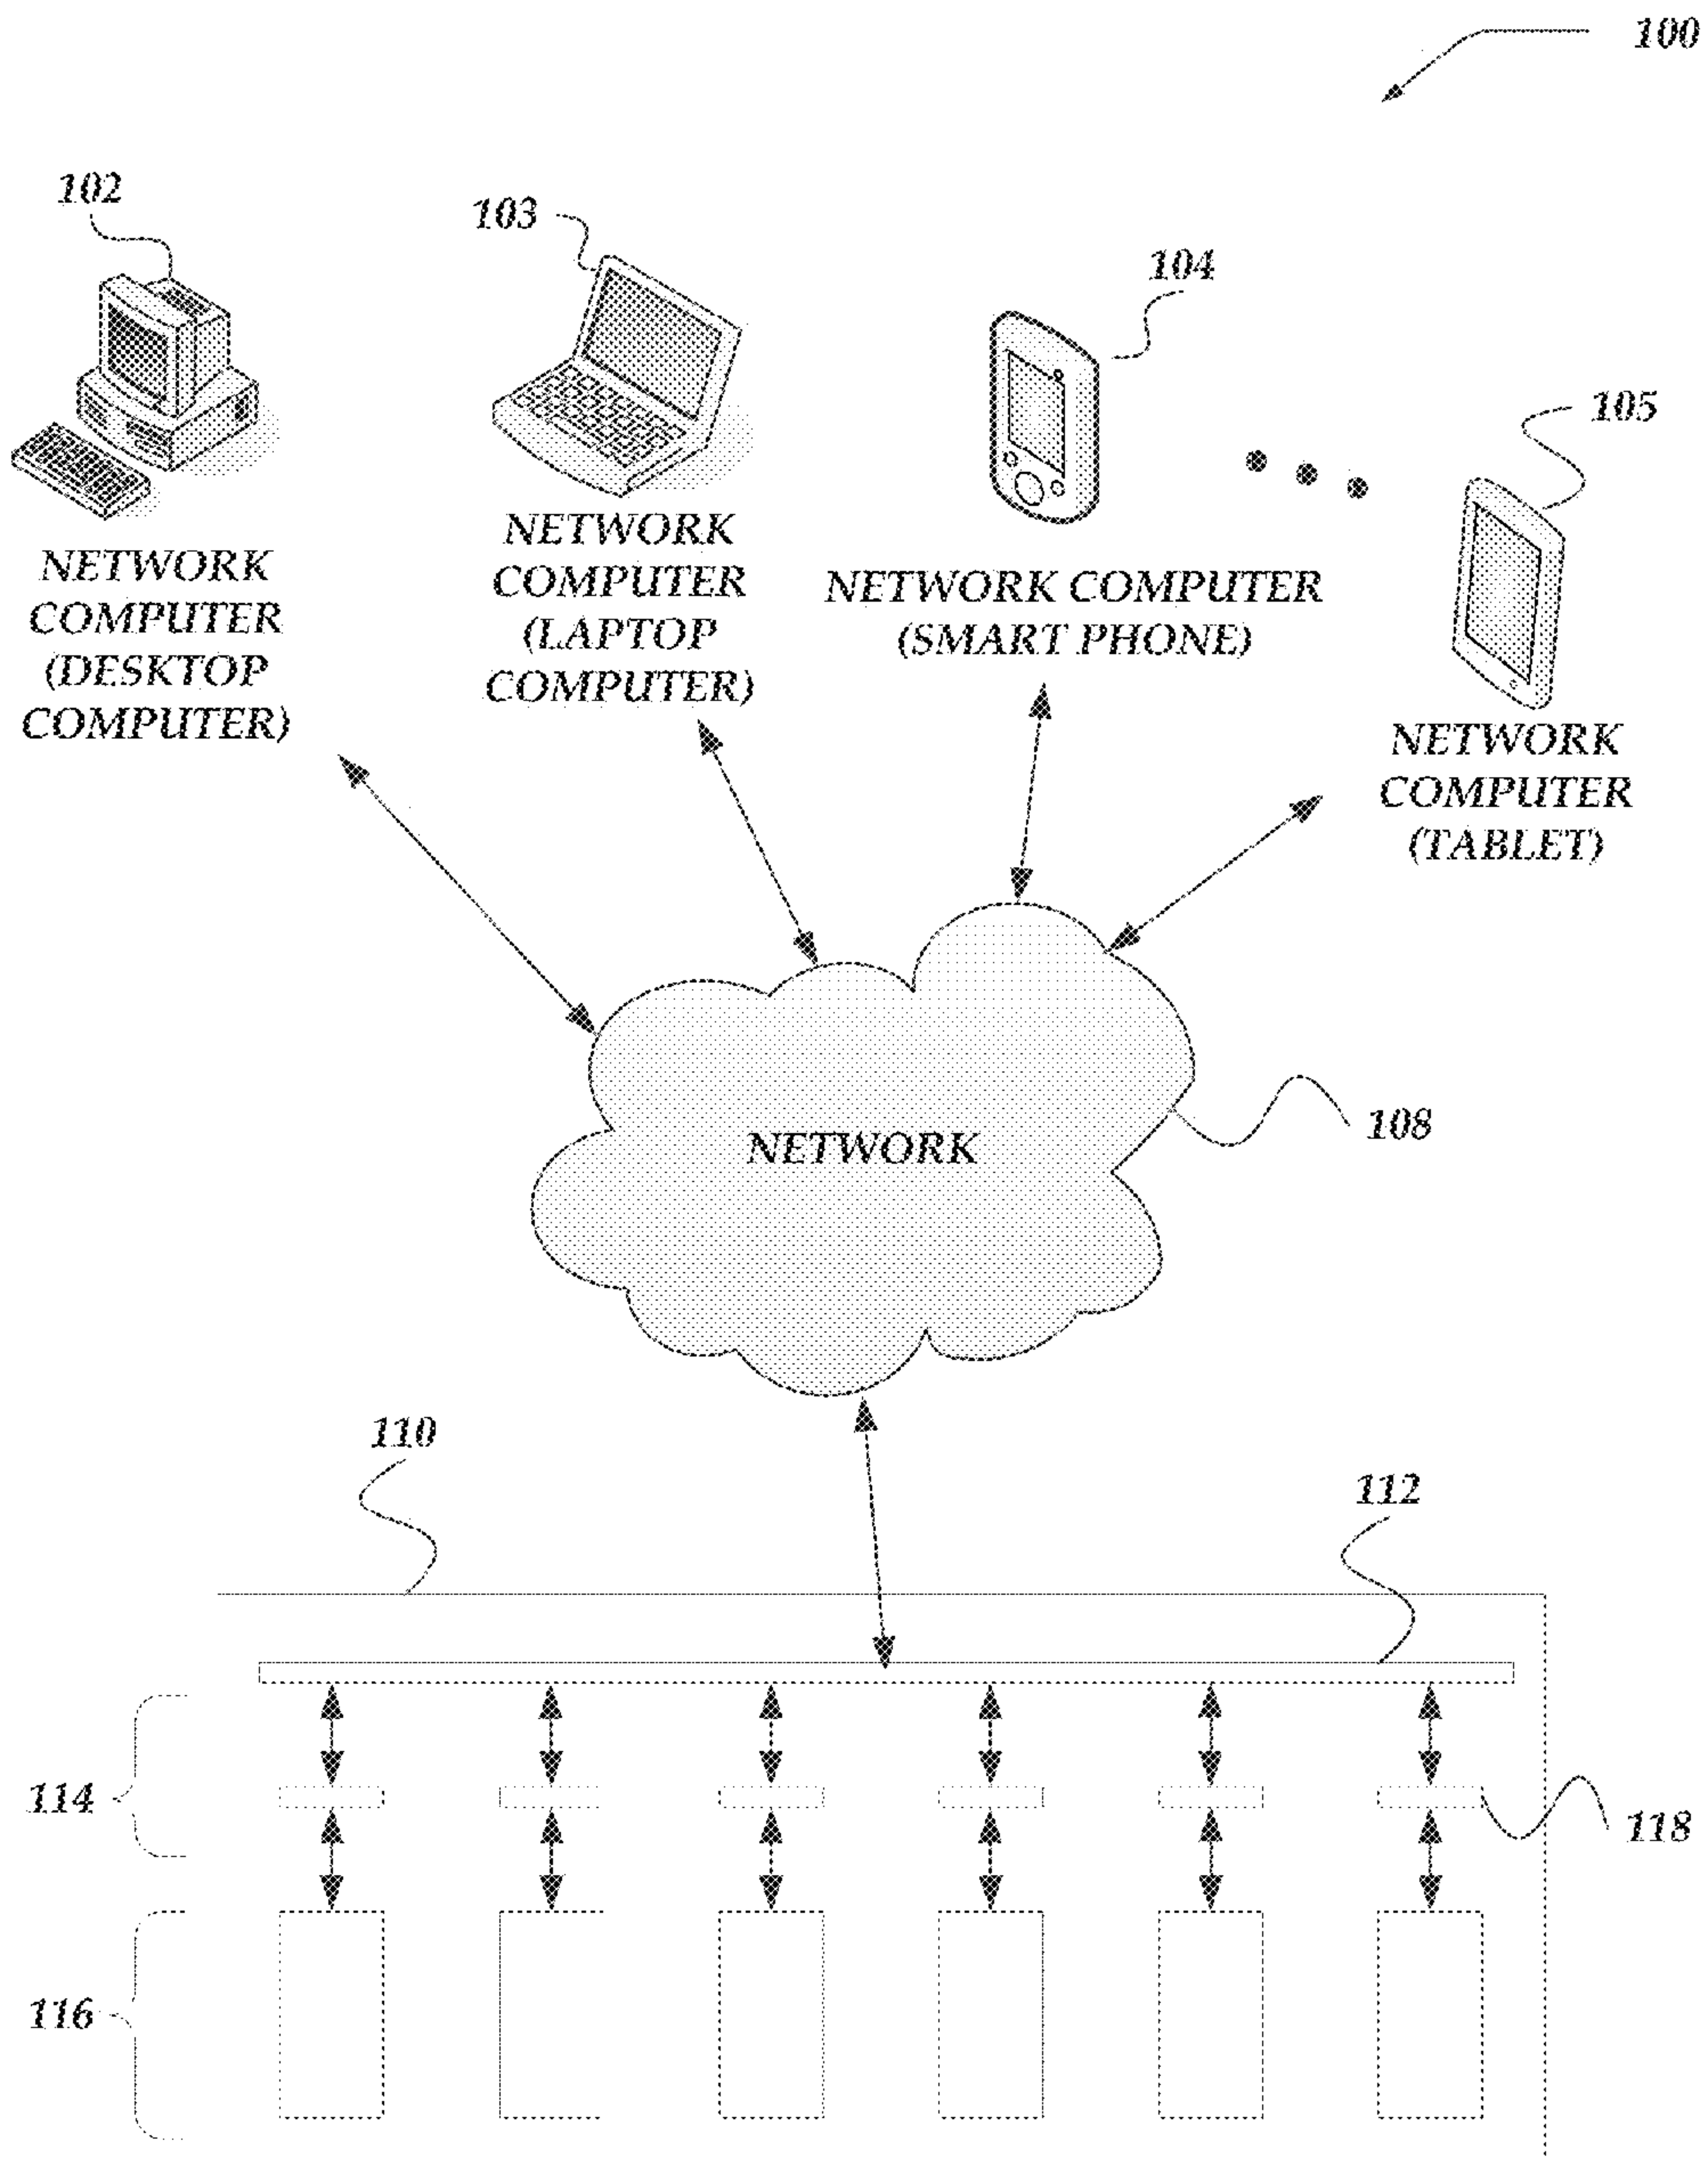 100
102
103
104
105
NETWORK
COMPUTER
(DESKTOP
COMPUTER)
NETWORK
COMPUTER
(LAPTOP
COMPUTER)
NETWORK COMPUTER
(SMART PHONE)
NETWORK
COMPUTER
(TABLET)
NETWORK
108
110
112
114
118
116